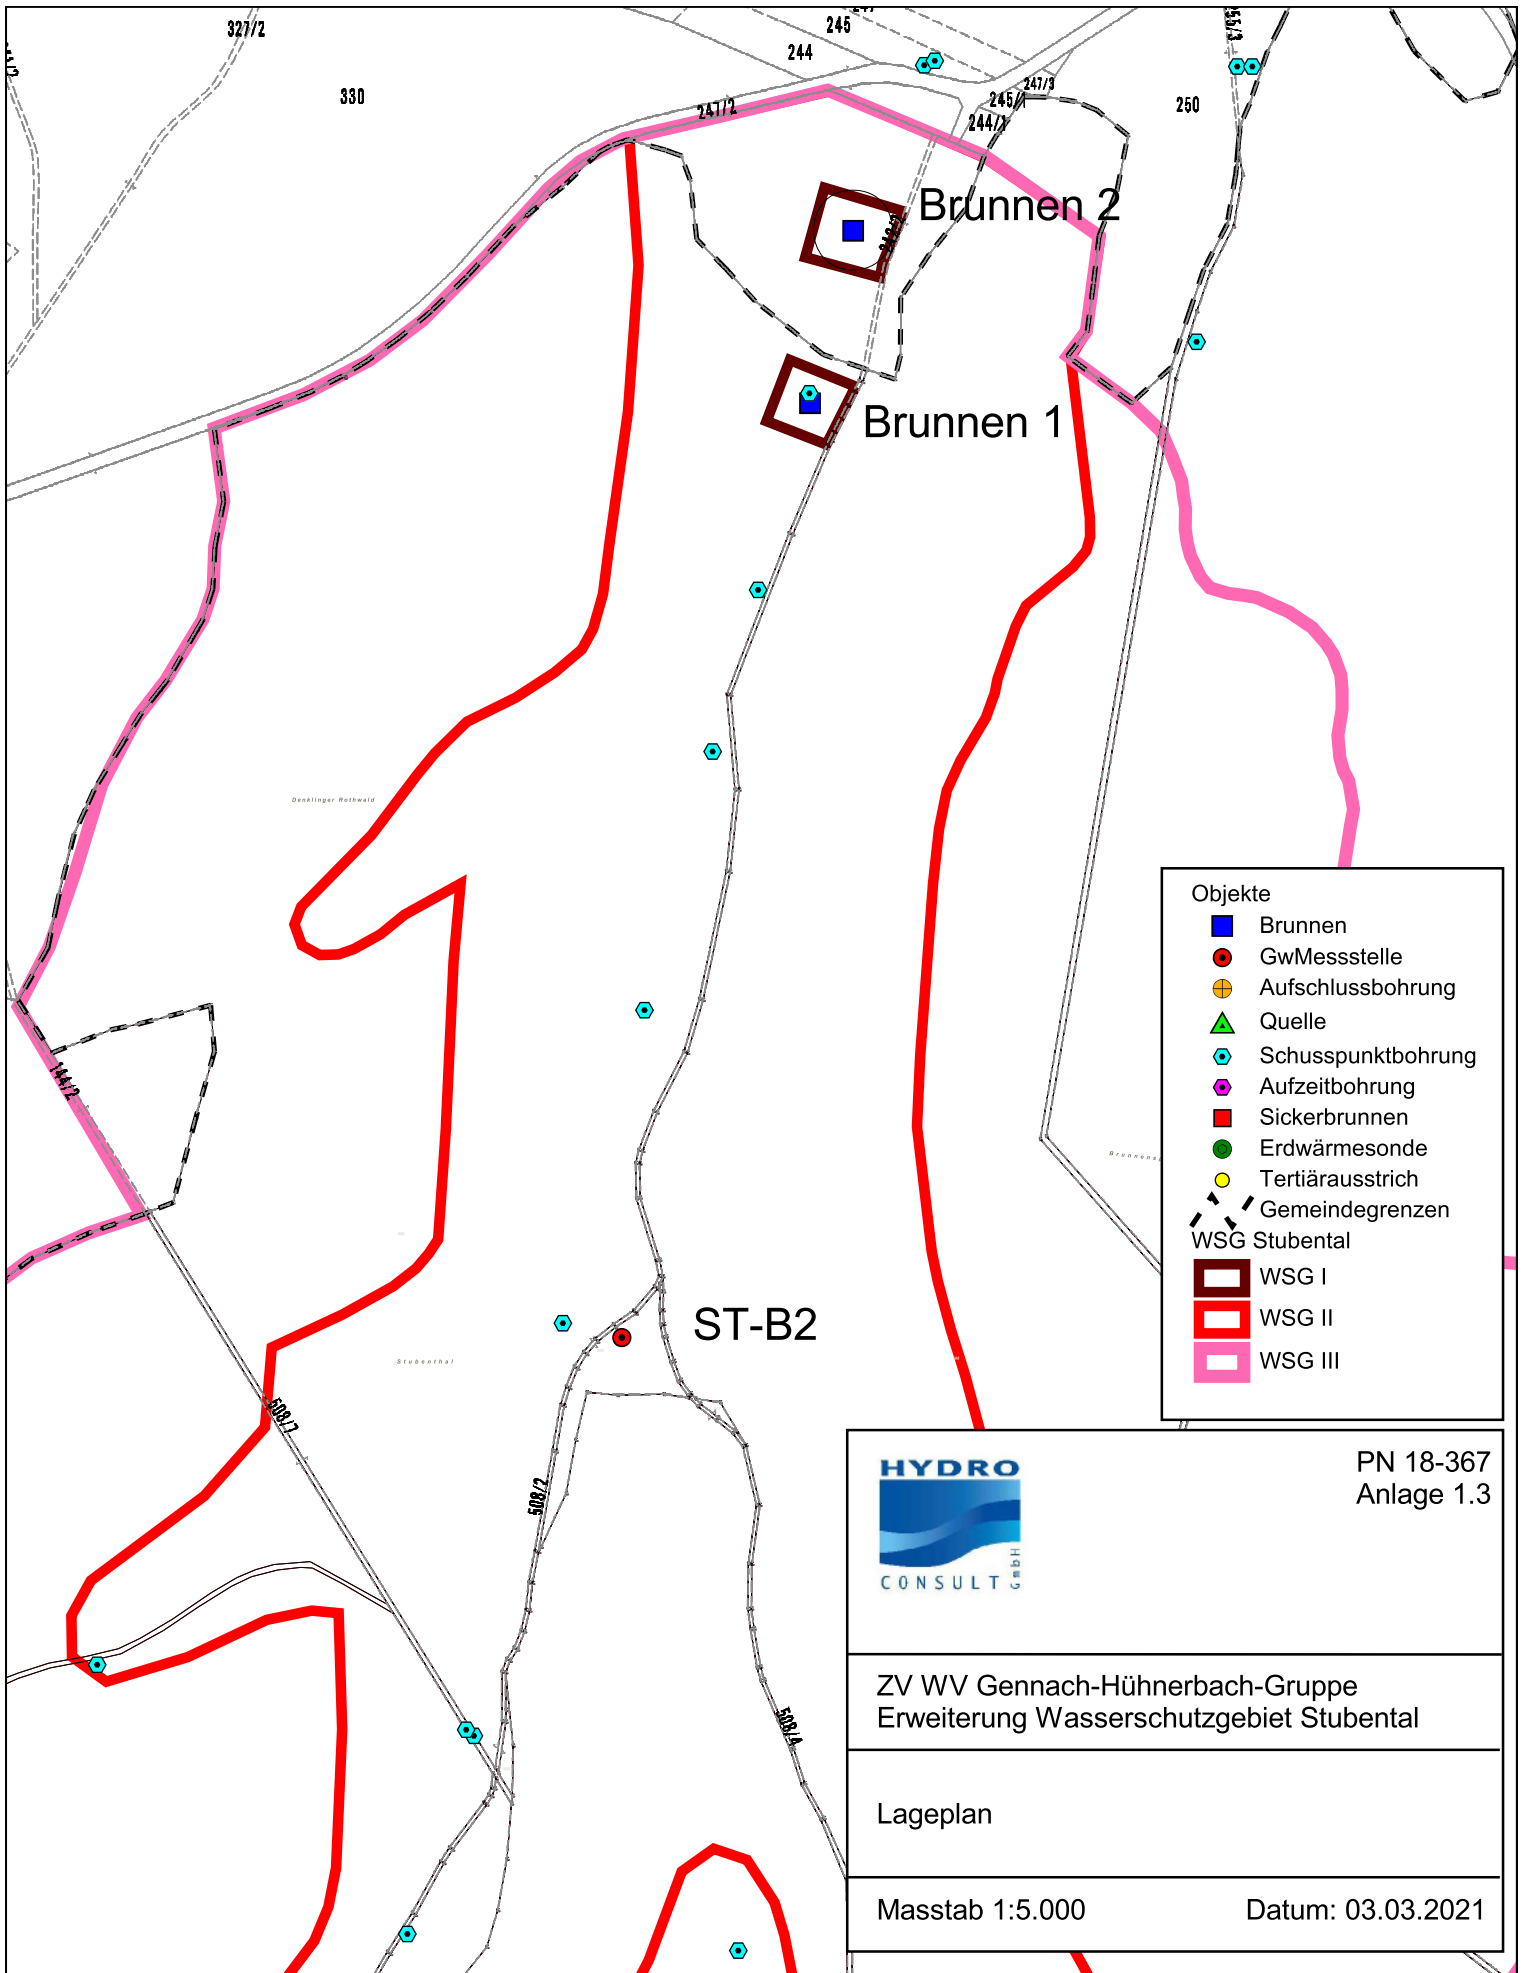 327/2
245
244
330
247/2
247/3
245/1
244/1
250
Brunnen 2
Brunnen 1
Denklinger Rothwald
144/2
ST-B2
Stubenthal
508/7
508/2
508/4
Objekte
Brunnen
GwMessstelle
Aufschlussbohrung
Quelle
Schusspunktbohrung
Aufzeitbohrung
Sickerbrunnen
Erdwärmesonde
Tertiärausstrich
Gemeindegrenzen
WSG Stubental
WSG I
WSG II
WSG III
HYDRO
CONSULT GmbH
PN 18-367
Anlage 1.3
ZV WV Gennach-Hühnerbach-Gruppe
Erweiterung Wasserschutzgebiet Stubental
Lageplan
Masstab 1:5.000 Datum: 03.03.2021